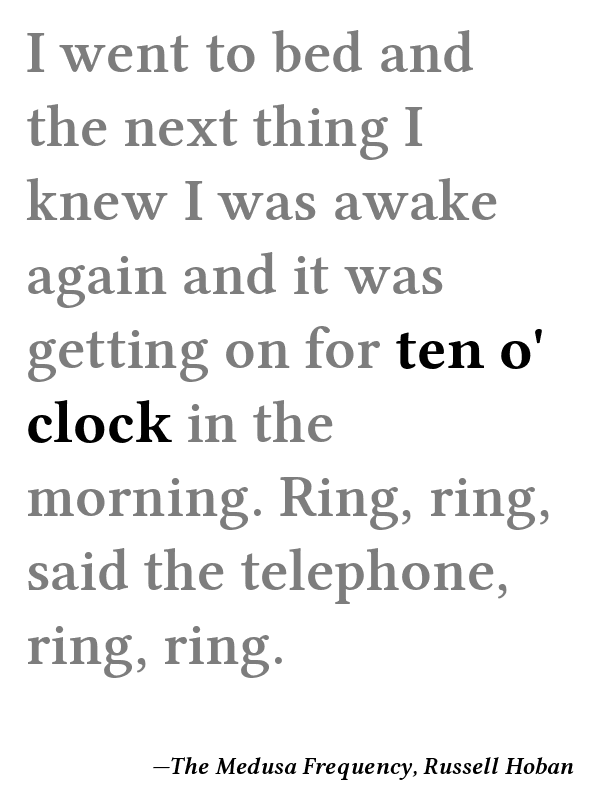 I went to bed and
the next thing I
knew I was awake
again and it was
getting on for ten o'
clock in the
morning. Ring, ring,
said the telephone,
ring, ring.
—The Medusa Frequency, Russell Hoban